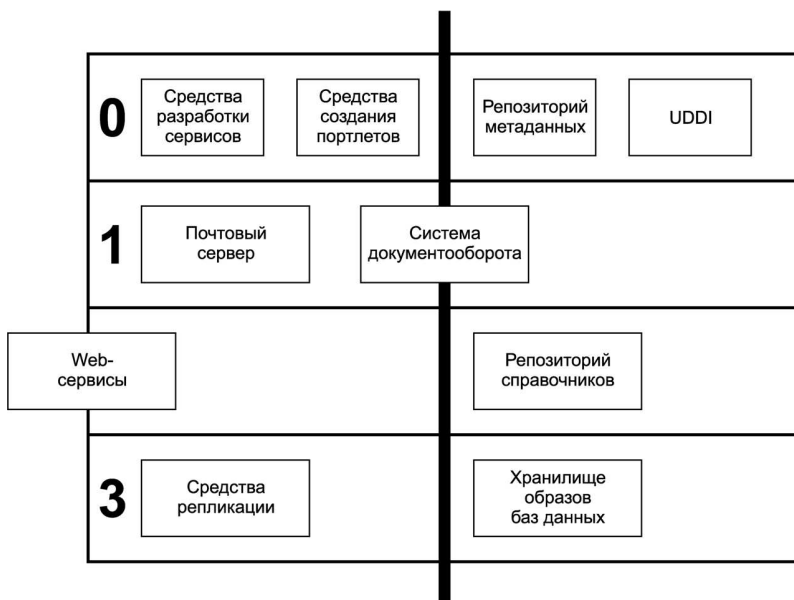 0
Средства
разработки
сервисов
Средства
создания
портлетов
Репозиторий
метаданных
UDDI
1
Почтовый
сервер
Система
документооборота
Web-
сервисы
Репозиторий
справочников
3
Средства
репликации
Хранилище
образов
баз данных